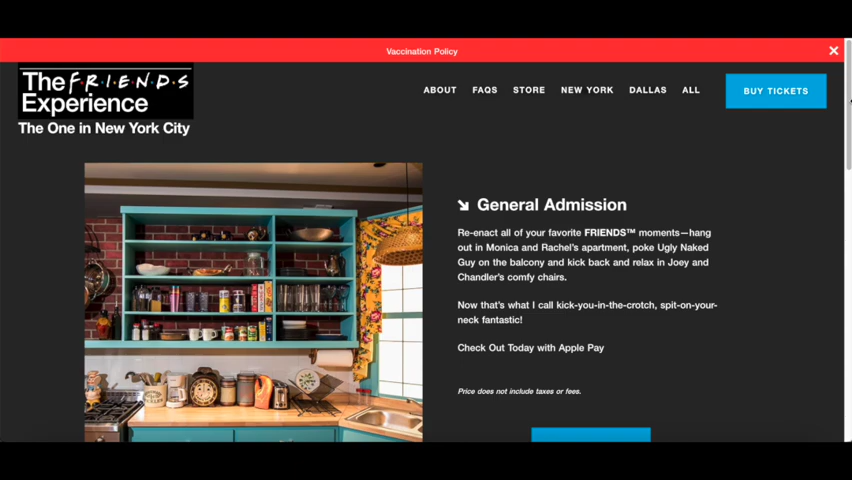 Vaccination Policy
The F·R·I·E·N·D·S
Experience
The One in New York City
ABOUT FAQS STORE NEW YORK DALLAS ALL
BUY TICKETS
General Admission
Re-enact all of your favorite FRIENDS™ moments—hang
out in Monica and Rachel's apartment, poke Ugly Naked
Guy on the balcony and kick back and relax in Joey and
Chandler's comfy chairs.
Now that's what I call kick-you-in-the-crotch, spit-on-your-
neck fantastic!
Check Out Today with Apple Pay
Price does not include taxes or fees.